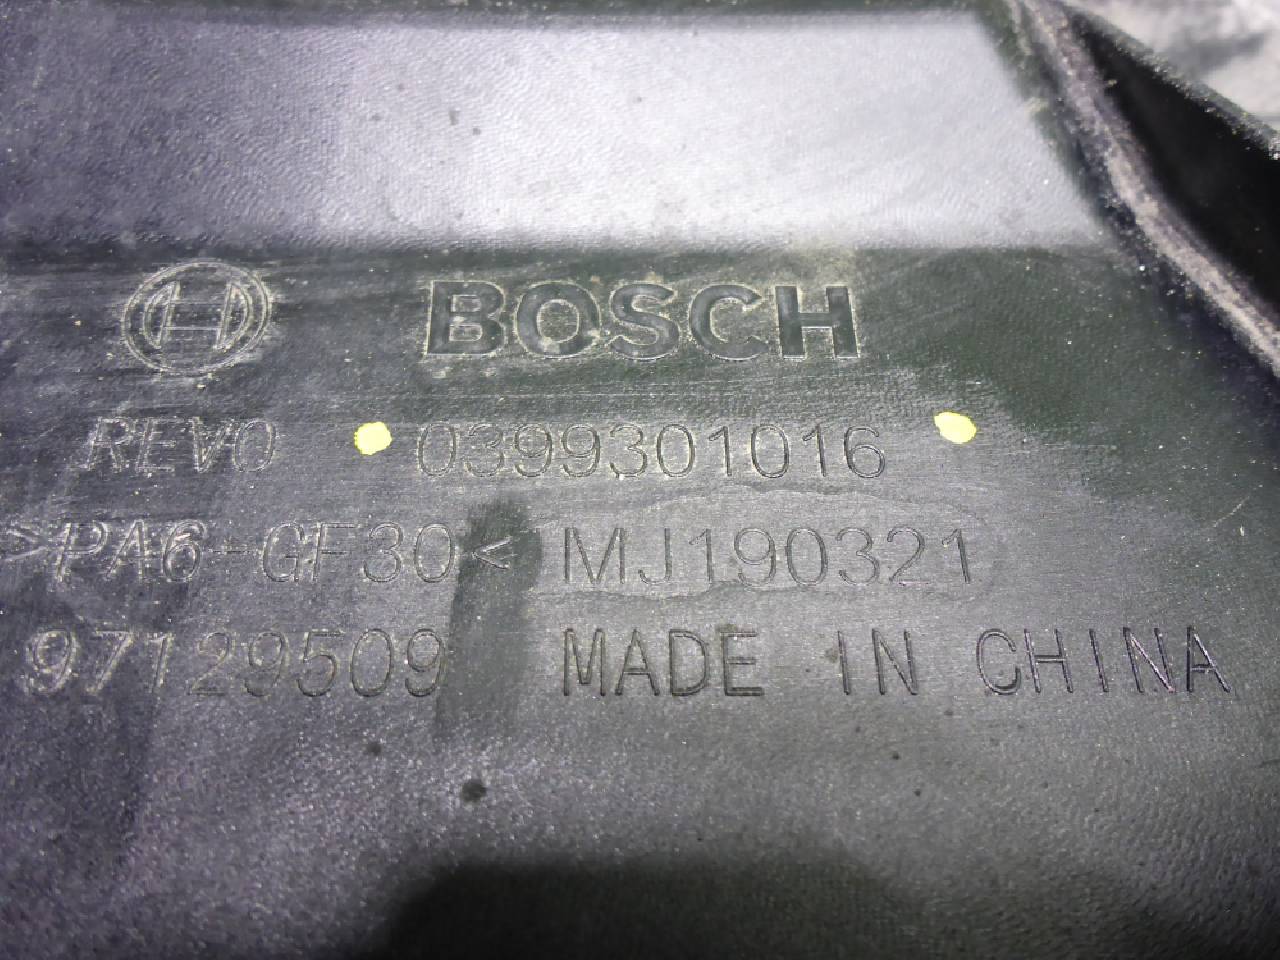 BOSCH
REV0 0399301016
>PA6-GF30< MJ190321
97129509 MADE IN CHINA